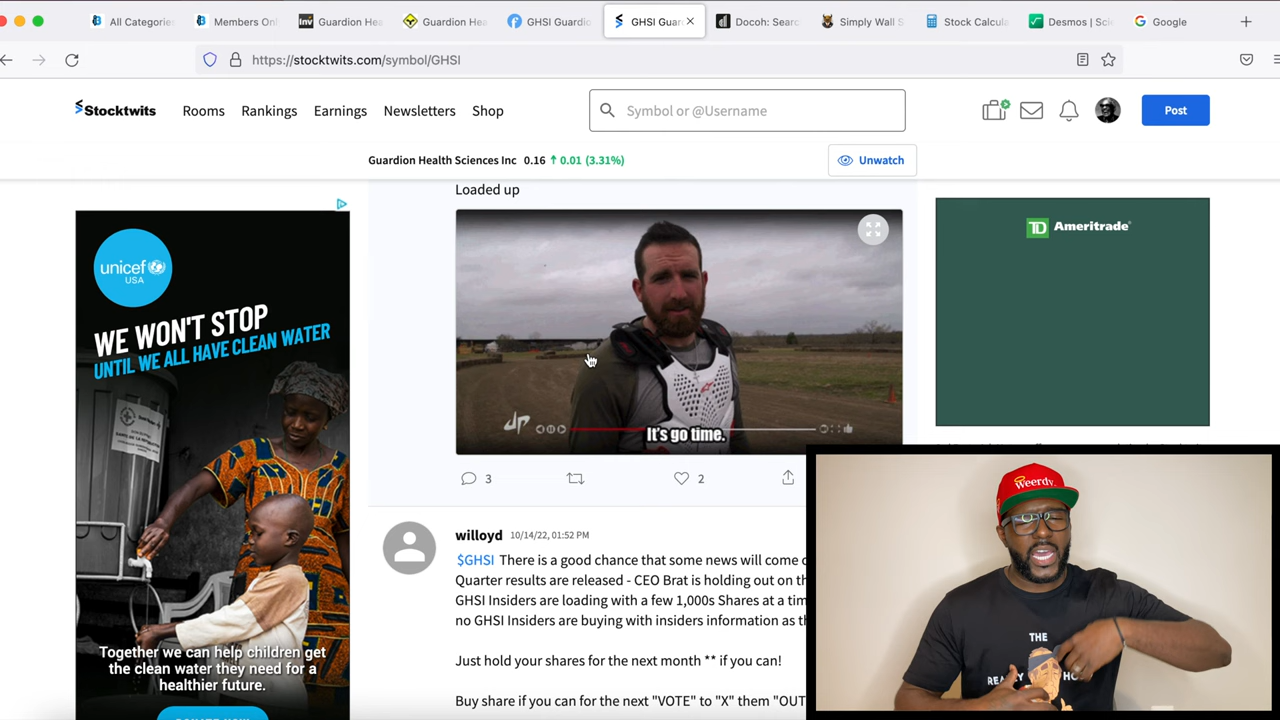 All Categories
Members Onl
Guardion Hea
Guardion Hea
GHSI Guardio
GHSI Guar
Docoh: Searc
Simply Wall S
Stock Calcula
Desmos | Sci
Google
https://stocktwits.com/symbol/GHSI
Stocktwits
Rooms
Rankings
Earnings
Newsletters
Shop
Symbol or @Username
Post
Guardion Health Sciences Inc 0.16 ↑ 0.01 (3.31%)
Unwatch
Loaded up
unicef
USA
WE WON'T STOP
UNTIL WE ALL HAVE CLEAN WATER
Together we can help children get
the clean water they need for a
healthier future.
It's go time.
3
2
TD Ameritrade
willoyd 10/14/22, 01:52 PM
$GHSI There is a good chance that some news will come
Quarter results are released - CEO Brat is holding out on th
GHSI Insiders are loading with a few 1,000s Shares at a tim
no GHSI Insiders are buying with insiders information as th
Just hold your shares for the next month ** if you can!
Buy share if you can for the next "VOTE" to "X" them "OUT
Weerdy.
THE